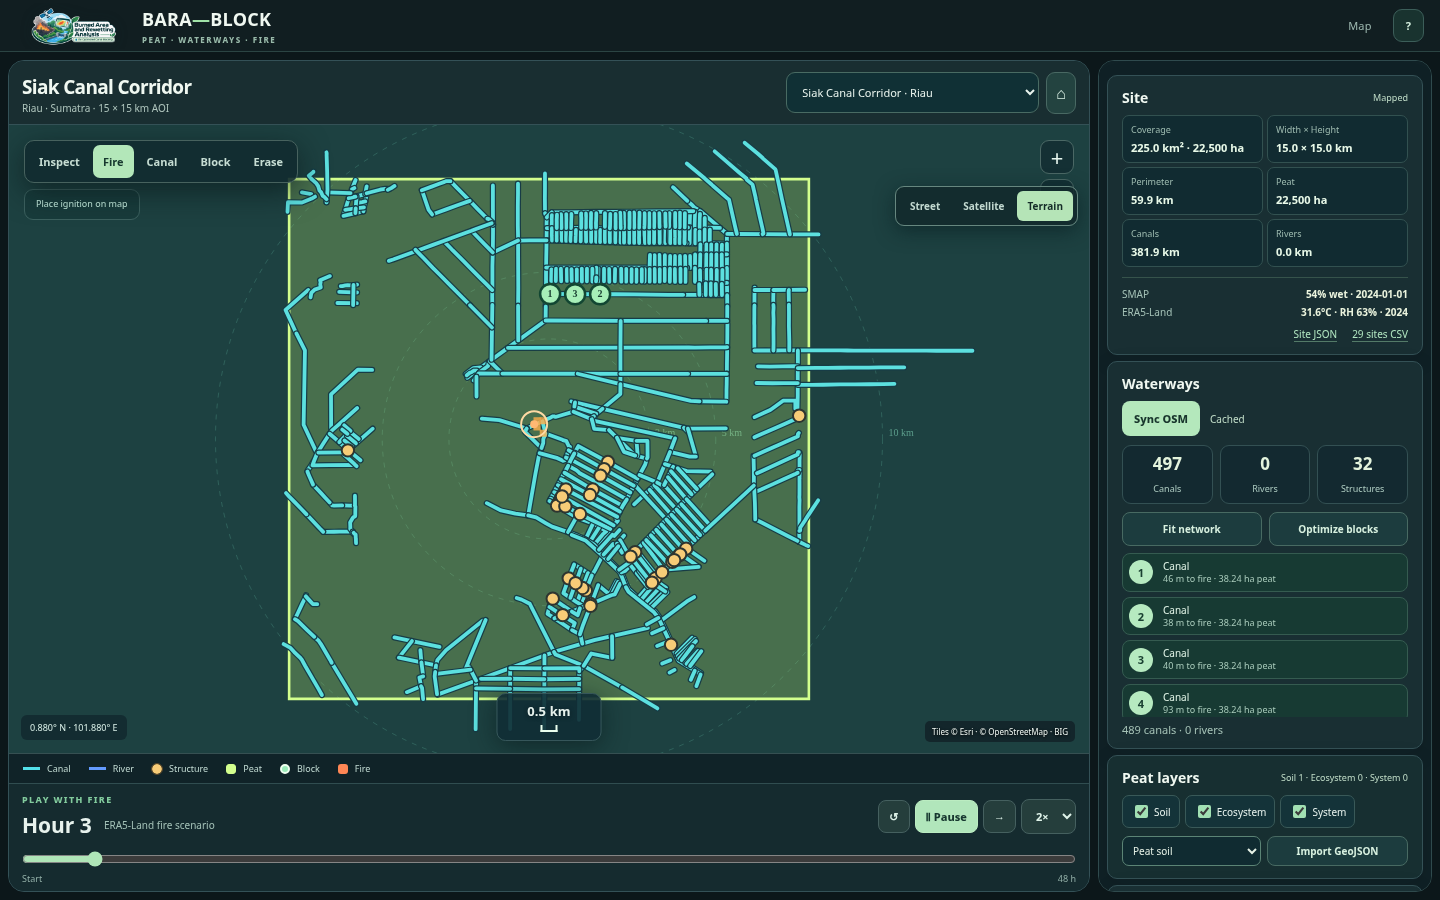 Burned Area
and Rewetting
Analysis
BARA—BLOCK
PEAT · WATERWAYS · FIRE
Map
?
Siak Canal Corridor
Riau · Sumatra · 15 × 15 km AOI
Siak Canal Corridor · Riau
Inspect
Fire
Canal
Block
Erase
Place ignition on map
+
Street
Satellite
Terrain
1
3
2
5 km
10 km
0.5 km
0.880° N · 101.880° E
Tiles © Esri · © OpenStreetMap · BIG
Canal
River
Structure
Peat
Block
Fire
PLAY WITH FIRE
Hour 3
ERA5-Land fire scenario
↺
Ⅱ Pause
→
2×
Start
48 h
Site
Mapped
Coverage
225.0 km² · 22,500 ha
Width × Height
15.0 × 15.0 km
Perimeter
59.9 km
Peat
22,500 ha
Canals
381.9 km
Rivers
0.0 km
SMAP
54% wet · 2024-01-01
ERA5-Land
31.6°C · RH 63% · 2024
Site JSON
29 sites CSV
Waterways
Sync OSM
Cached
497
Canals
0
Rivers
32
Structures
Fit network
Optimize blocks
1
Canal
46 m to fire · 38.24 ha peat
2
Canal
38 m to fire · 38.24 ha peat
3
Canal
40 m to fire · 38.24 ha peat
4
Canal
93 m to fire · 38.24 ha peat
489 canals · 0 rivers
Peat layers
Soil 1 · Ecosystem 0 · System 0
Soil
Ecosystem
System
Peat soil
Import GeoJSON